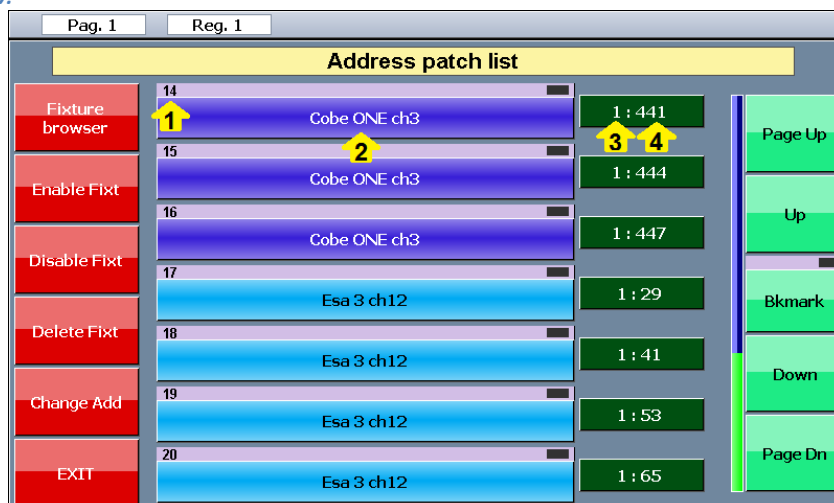 Pag. 1
Reg. 1
Address patch list
Fixture browser
Enable Fixt
Disable Fixt
Delete Fixt
Change Add
EXIT
14
Cobe ONE ch3
1:441
1
2
3
4
15
Cobe ONE ch3
1:444
16
Cobe ONE ch3
1:447
17
Esa 3 ch12
1:29
18
Esa 3 ch12
1:41
19
Esa 3 ch12
1:53
20
Esa 3 ch12
1:65
Page Up
Up
Bkmark
Down
Page Dn